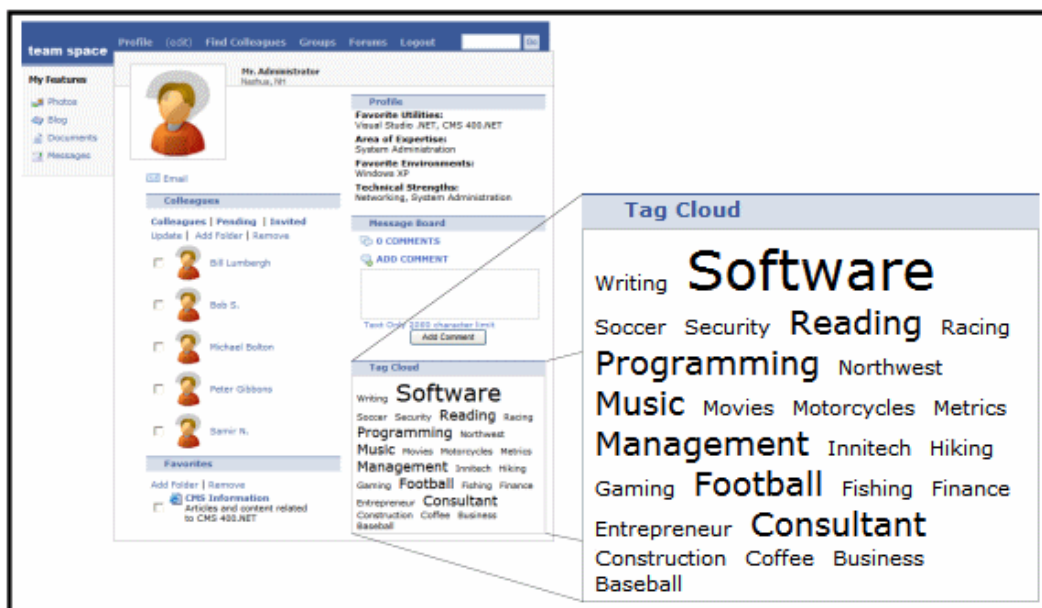 team space
Profile (edit) Find Colleagues Groups Forums Logout Go
My Features
Photos
Blog
Documents
Messages
Mr. Administrator
Nashua, NH
Email
Colleagues
Colleagues | Pending | Invited
Update | Add Folder | Remove
Bill Lumbergh
Bob S.
Michael Bolton
Peter Gibbons
Samir N.
Favorites
Add Folder | Remove
CMS Information
Articles and content related
to CMS 400.NET
Profile
Favorite Utilities:
Visual Studio .NET, CMS 400.NET
Area of Expertise:
System Administration
Favorite Environments:
Windows XP
Technical Strengths:
Networking, System Administration
Message Board
0 COMMENTS
ADD COMMENT
Text Only 2000 character limit
Add Comment
Tag Cloud
Writing Software
Soccer Security Reading Racing
Programming Northwest
Music Movies Motorcycles Metrics
Management Innitech Hiking
Gaming Football Fishing Finance
Entrepreneur Consultant
Construction Coffee Business
Baseball
Tag Cloud
Writing Software
Soccer Security Reading Racing
Programming Northwest
Music Movies Motorcycles Metrics
Management Innitech Hiking
Gaming Football Fishing Finance
Entrepreneur Consultant
Construction Coffee Business
Baseball